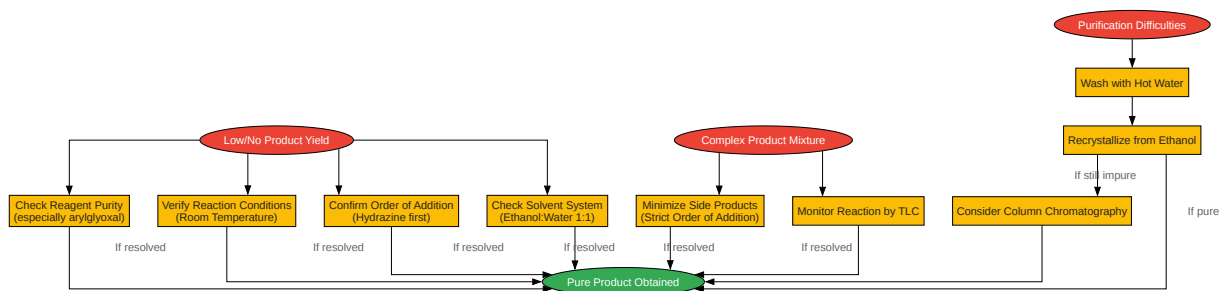 Purification Difficulties
Wash with Hot Water
Low/No Product Yield
Complex Product Mixture
Recrystallize from Ethanol
If still impure
Check Reagent Purity
(especially arylglyoxal)
Verify Reaction Conditions
(Room Temperature)
Confirm Order of Addition
(Hydrazine first)
Check Solvent System
(Ethanol:Water 1:1)
Minimize Side Products
(Strict Order of Addition)
Monitor Reaction by TLC
Consider Column Chromatography
If pure
If resolved
If resolved
If resolved
If resolved
If resolved
If resolved
Pure Product Obtained